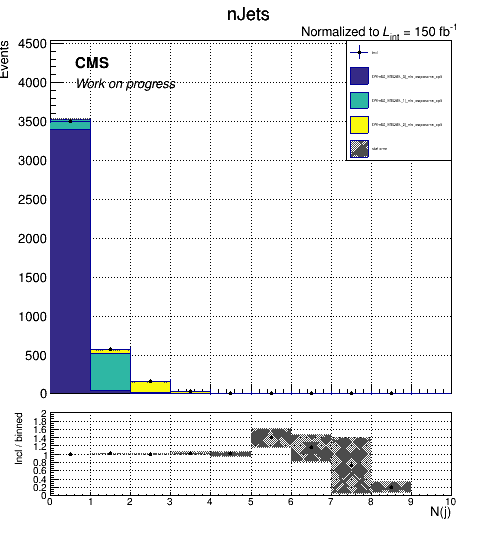 nJets
Normalized to L_int = 150 fb^-1
Events
CMS
Work on progress
4500
4000
3500
3000
2500
2000
1500
1000
500
0
Incl / binned
2
1.8
1.6
1.4
1.2
1
0.8
0.6
0.4
0.2
0
0 1 2 3 4 5 6 7 8 9 10
N(j)